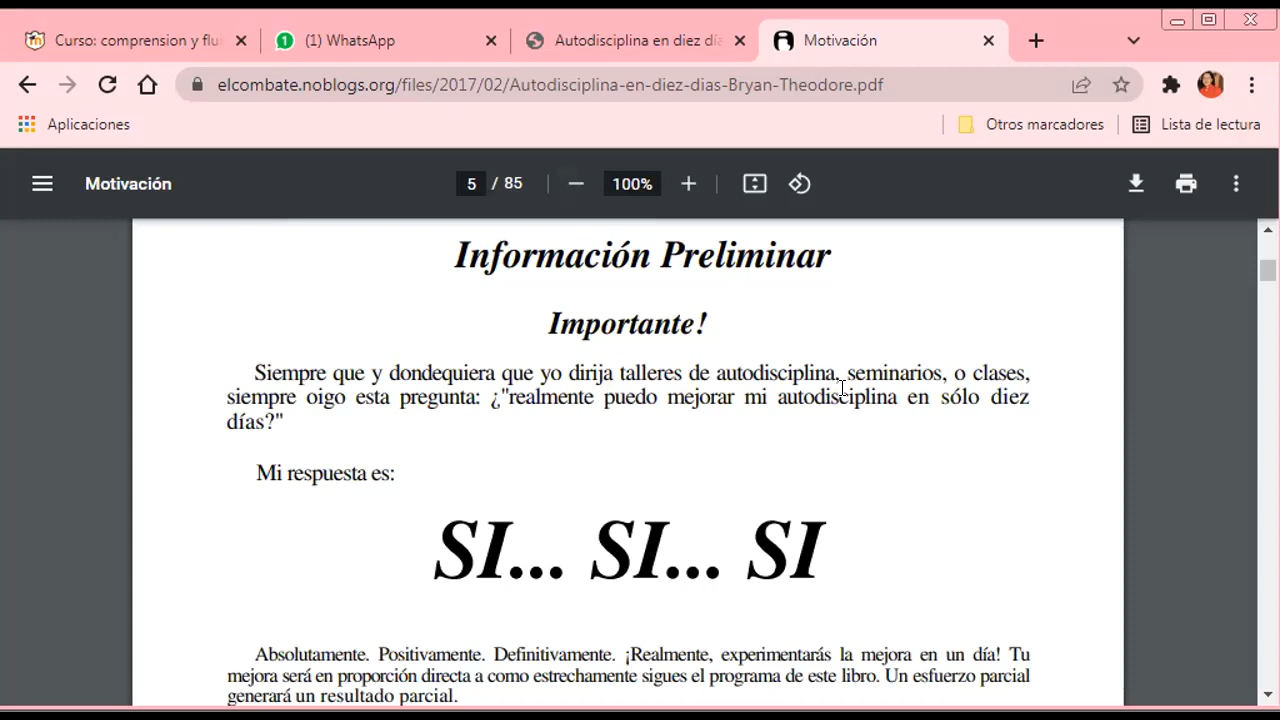 Curso: comprension y flu
(1) WhatsApp
Autodisciplina en diez día
Motivación
elcombate.noblogs.org/files/2017/02/Autodisciplina-en-diez-dias-Bryan-Theodore.pdf
Aplicaciones
Otros marcadores
Lista de lectura
Motivación
5 / 85
100%
Información Preliminar
Importante!
Siempre que y dondequiera que yo dirija talleres de autodisciplina, seminarios, o clases,
siempre oigo esta pregunta: ¿"realmente puedo mejorar mi autodisciplina en sólo diez
días?"
Mi respuesta es:
SI... SI... SI
Absolutamente. Positivamente. Definitivamente. ¡Realmente, experimentarás la mejora en un día! Tu
mejora será en proporción directa a como estrechamente sigues el programa de este libro. Un esfuerzo parcial
generará un resultado parcial.